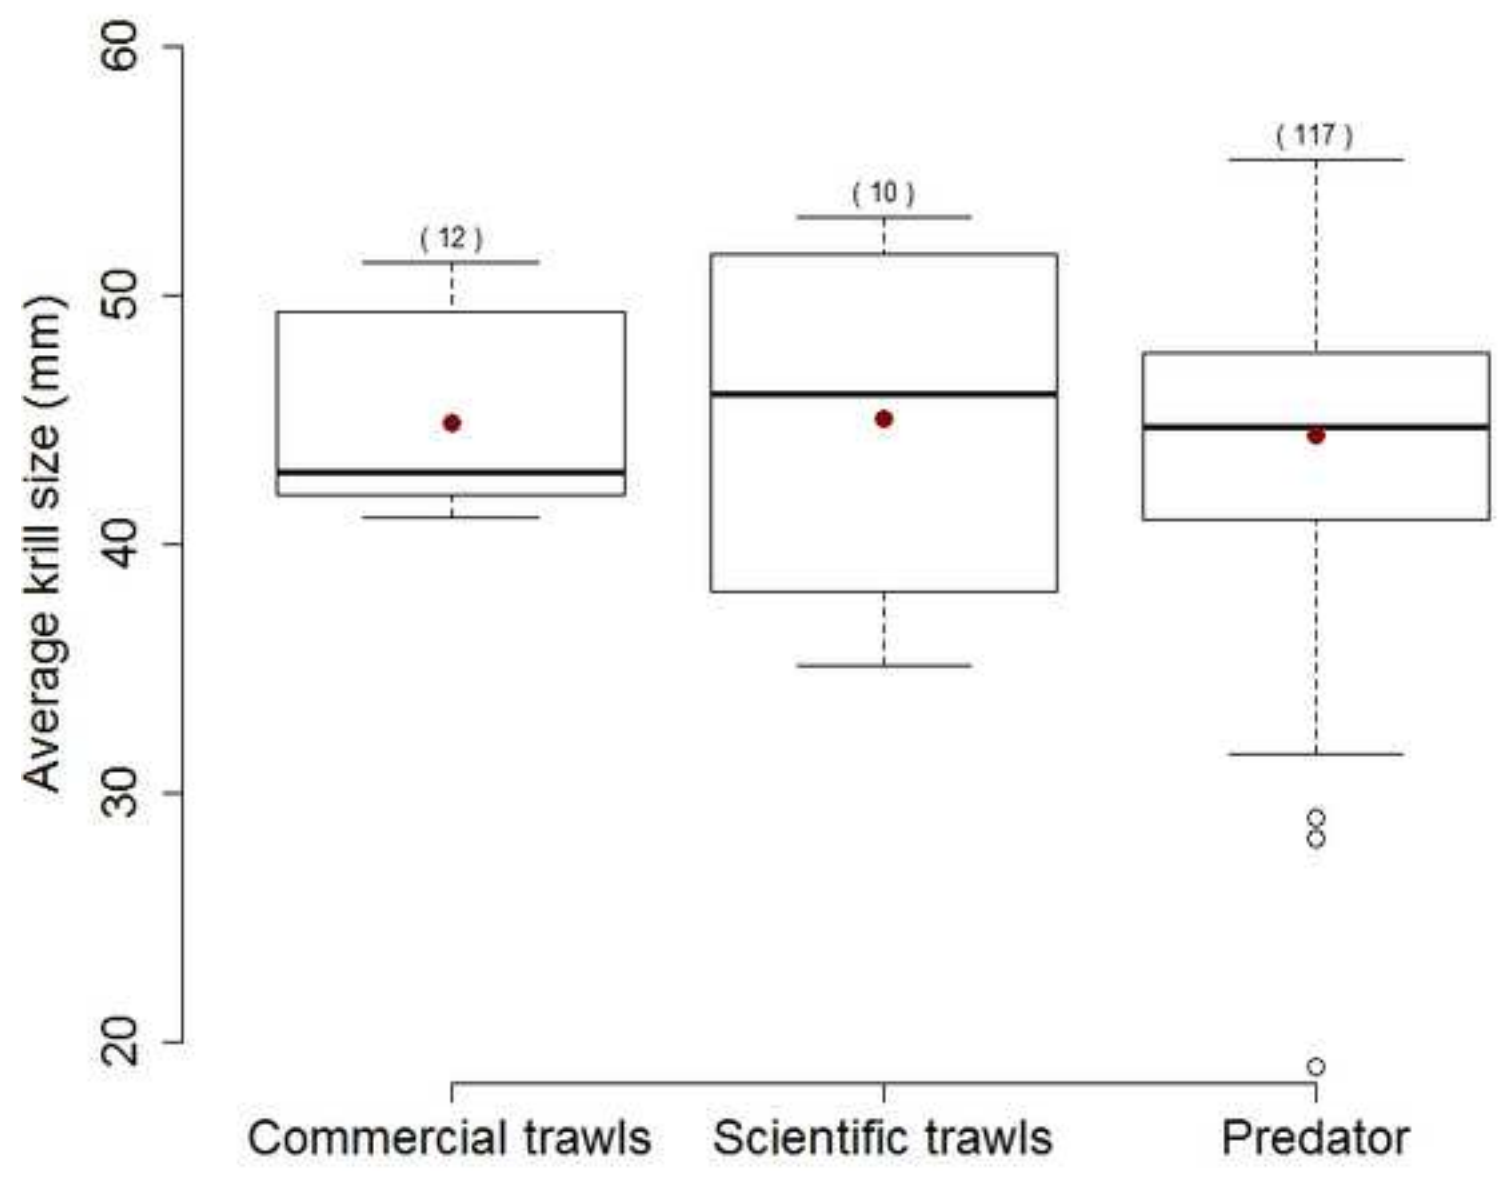 Average krill size (mm)
60
50
40
30
20
( 12 )
( 10 )
( 117 )
Commercial trawls
Scientific trawls
Predator